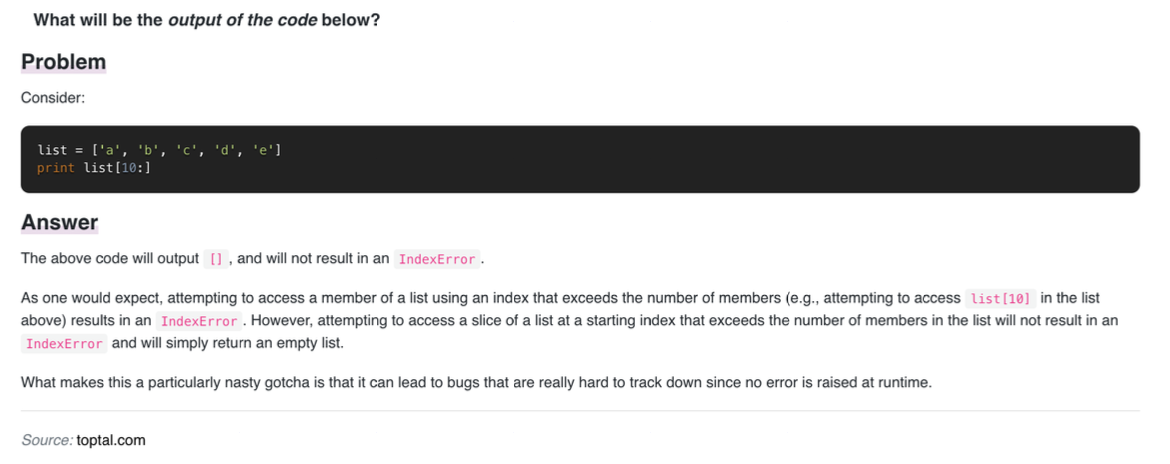 What will be the output of the code below?
Problem
Consider:
list = ['a', 'b', 'c', 'd', 'e']
print list[10:]
Answer
The above code will output [] , and will not result in an IndexError .
As one would expect, attempting to access a member of a list using an index that exceeds the number of members (e.g., attempting to access list[10] in the list
above) results in an IndexError . However, attempting to access a slice of a list at a starting index that exceeds the number of members in the list will not result in an
IndexError and will simply return an empty list.
What makes this a particularly nasty gotcha is that it can lead to bugs that are really hard to track down since no error is raised at runtime.
Source: toptal.com